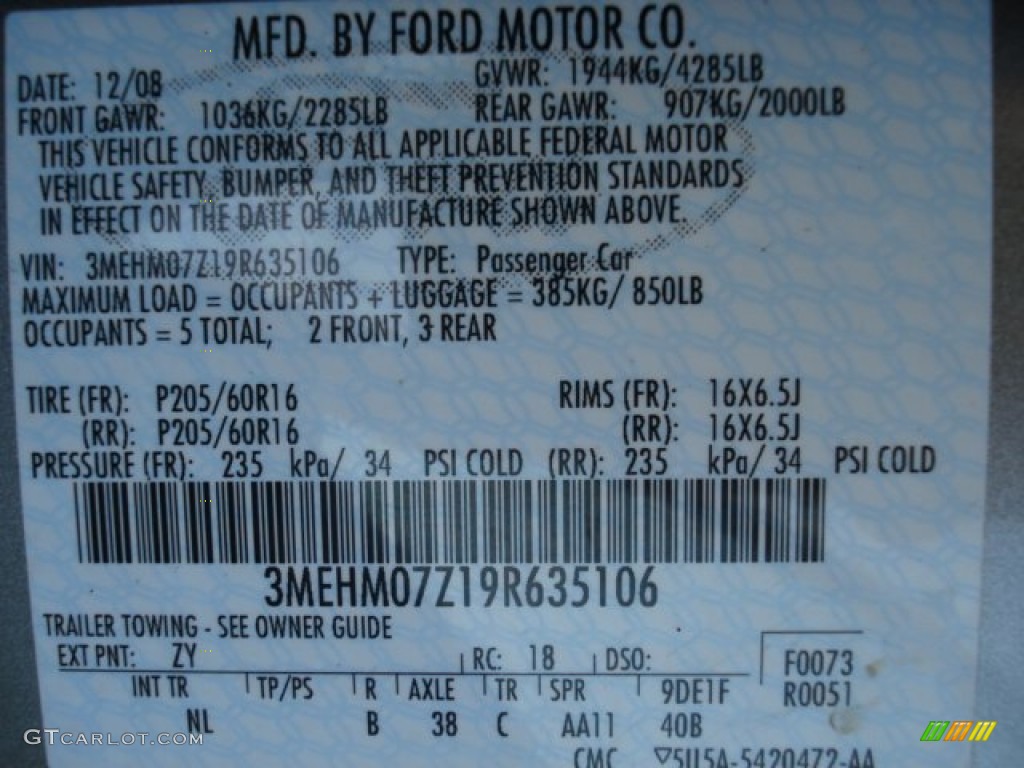 MFD. BY FORD MOTOR CO.
DATE: 12/08 GVWR: 1944KG/4285LB
FRONT GAWR: 1036KG/2285LB REAR GAWR: 907KG/2000LB
THIS VEHICLE CONFORMS TO ALL APPLICABLE FEDERAL MOTOR
VEHICLE SAFETY, BUMPER, AND THEFT PREVENTION STANDARDS
IN EFFECT ON THE DATE OF MANUFACTURE SHOWN ABOVE.
VIN: 3MEHM07Z19R635106 TYPE: Passenger Car
MAXIMUM LOAD = OCCUPANTS + LUGGAGE = 385KG/ 850LB
OCCUPANTS = 5 TOTAL; 2 FRONT, 3 REAR
TIRE (FR): P205/60R16 RIMS (FR): 16X6.5J
(RR): P205/60R16 (RR): 16X6.5J
PRESSURE (FR): 235 kPa/ 34 PSI COLD (RR): 235 kPa/ 34 PSI COLD
3MEHM07Z19R635106
TRAILER TOWING - SEE OWNER GUIDE
EXT PNT: ZY RC: 18 DSO: F0073
INT TR TP/PS R AXLE TR SPR 9DE1F R0051
NL B 38 C AA11 40B
CMC ▽5U5A-5420472-AA
GTCARLOT.COM